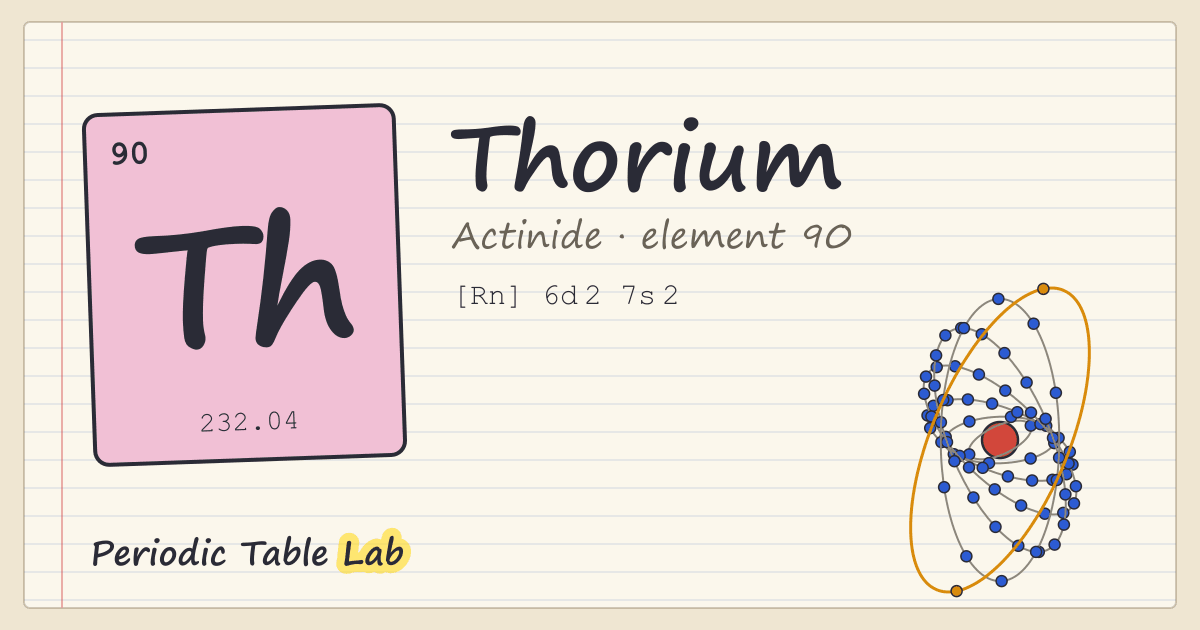 90
Th
232.04
Thorium
Actinide · element 90
[Rn] 6d2 7s2
Periodic Table Lab